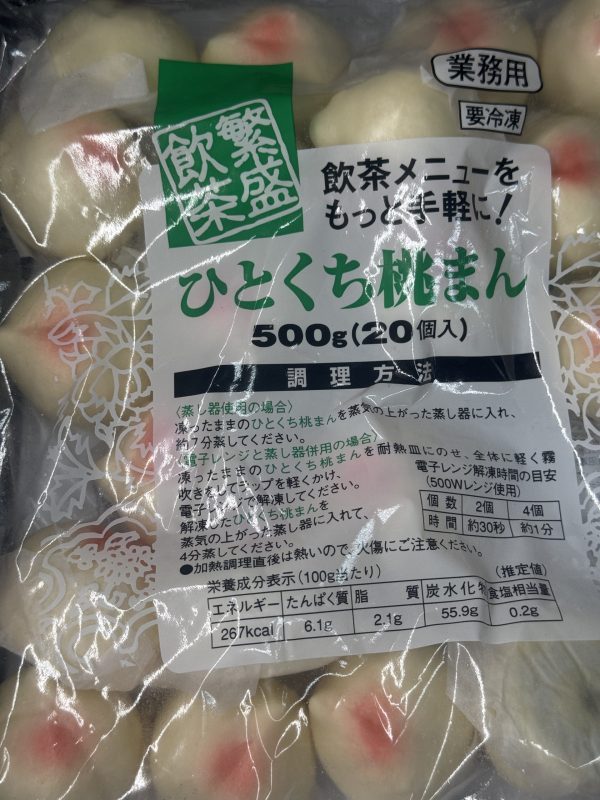 業務用
要冷凍
繁盛
飲茶
飲茶メニューを
もっと手軽に!
ひとくち桃まん
500g(20個入)
調理方法
〈蒸し器使用の場合〉
凍ったままのひとくち桃まんを蒸気の上がった蒸し器に入れ、
約7分蒸してください。
〈電子レンジと蒸し器併用の場合〉
凍ったままのひとくち桃まんを耐熱皿にのせ、全体に軽く霧
吹きをしてラップを軽くかけ、
電子レンジで解凍してください。
解凍したひとくち桃まんを
蒸気の上がった蒸し器に入れて、
4分蒸してください。
●加熱調理直後は熱いので、火傷にご注意ください。
電子レンジ解凍時間の目安
(500Wレンジ使用)
個数 2個 4個
時間 約30秒 約1分
栄養成分表示(100g当たり) (推定値)
エネルギー たんぱく質 脂質 炭水化物 食塩相当量
267kcal 6.1g 2.1g 55.9g 0.2g